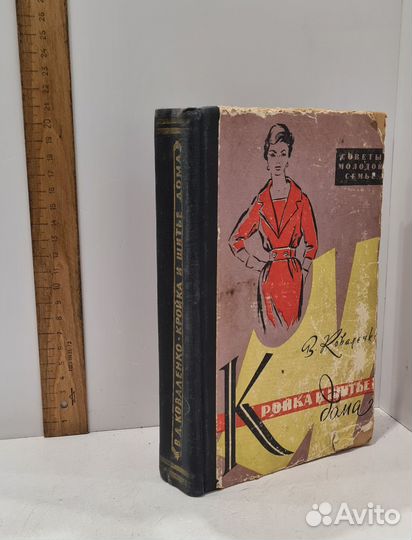 В.А. КОВАЛЕНКО · КРОЙКА И ШИТЬЕ ДОМА
СОВЕТЫ
МОЛОДОЙ
СЕМЬЕ
В. Коваленко
КРОЙКА И ШИТЬЕ
дома
Avito